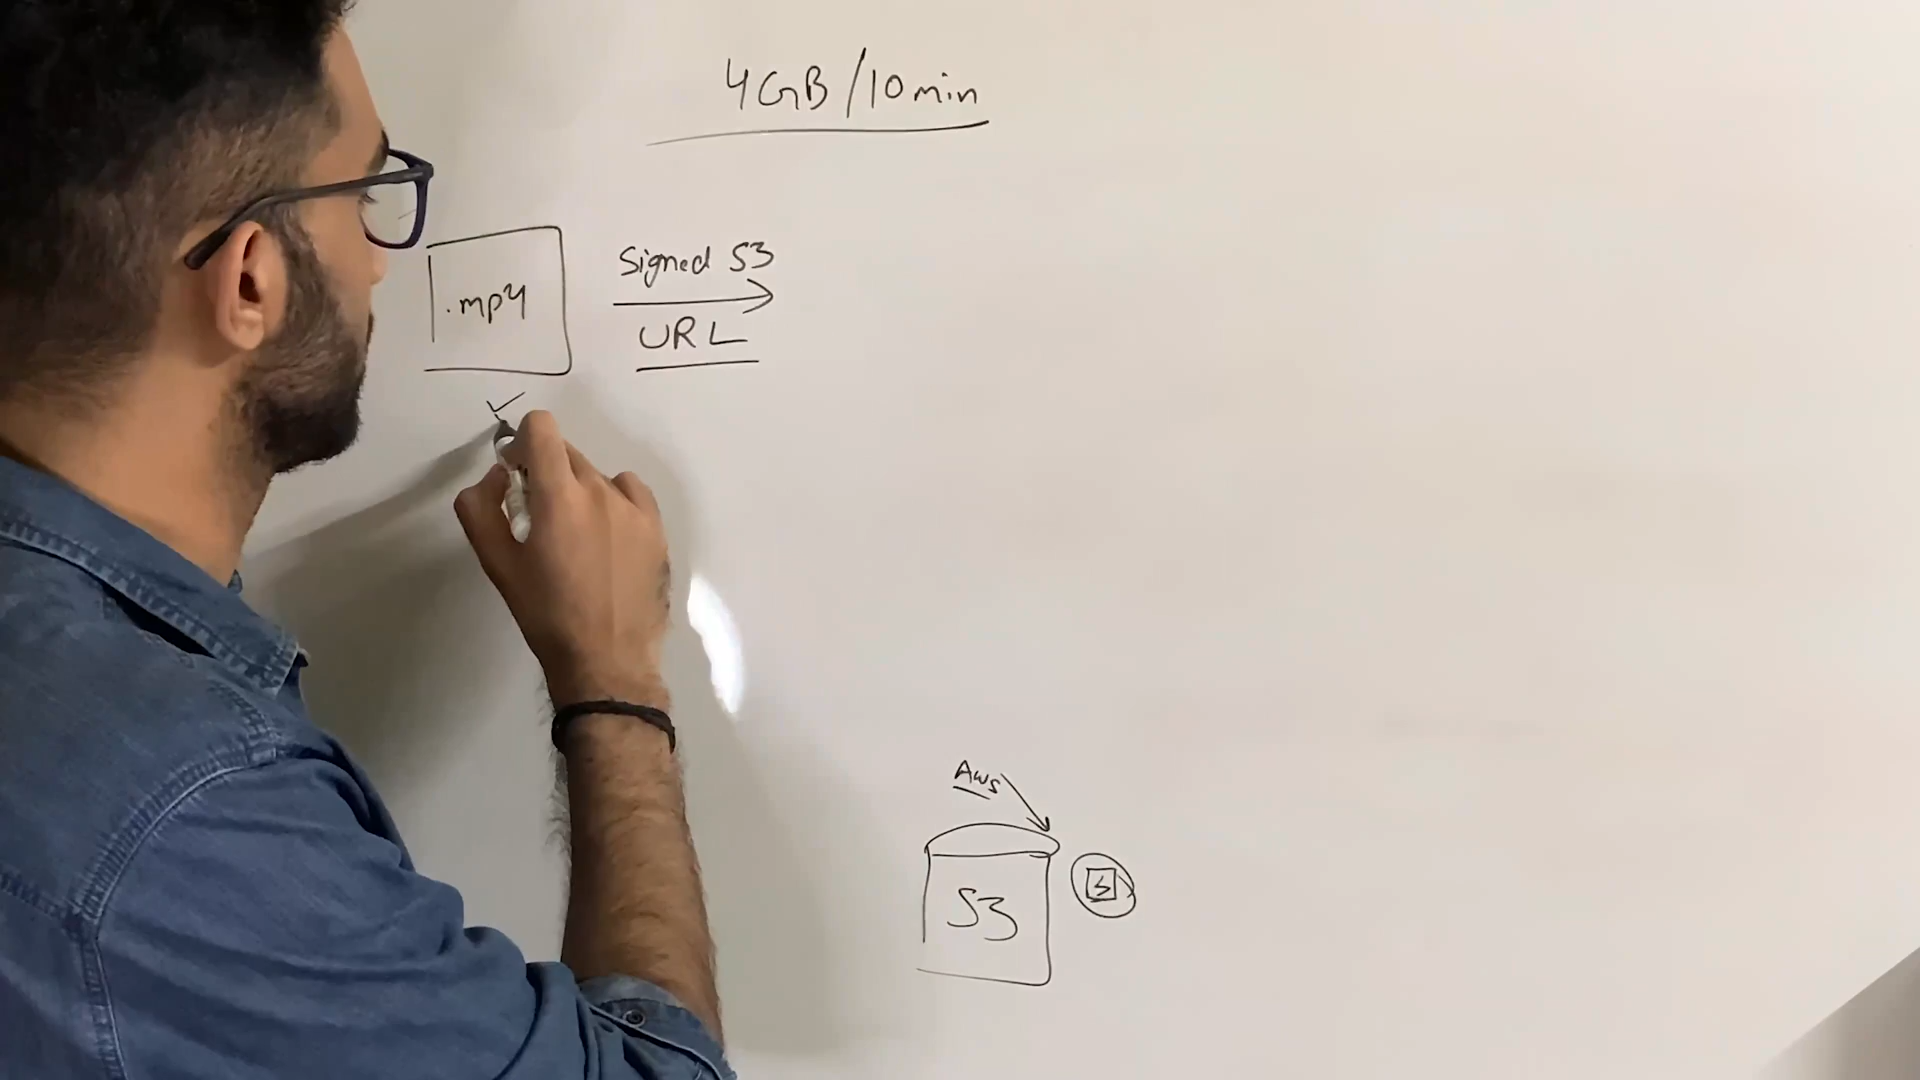 4GB/10min
.mp4
Signed S3
URL
Aws
S3